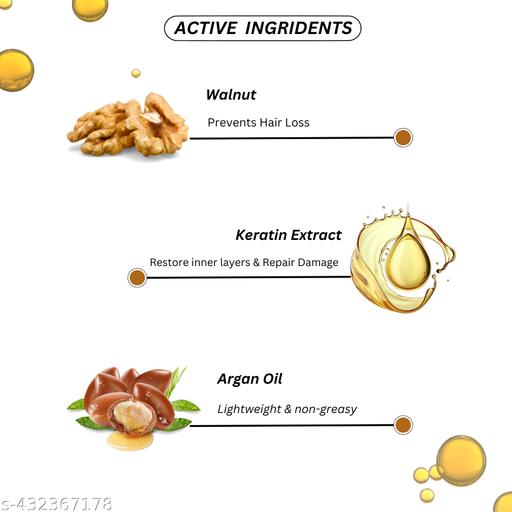 ACTIVE INGRIDENTS
Walnut
Prevents Hair Loss
Keratin Extract
Restore inner layers & Repair Damage
Argan Oil
Lightweight & non-greasy
s-432367178